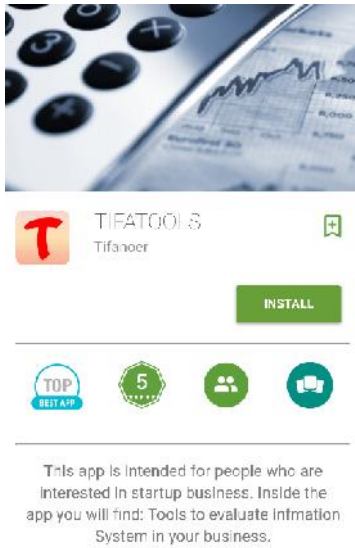 TIFATOOLS
Tifanoer
INSTALL
TOP
BEST APP
5
This app is intended for people who are
interested in startup business. Inside the
app you will find: Tools to evaluate infmation
System in your business.